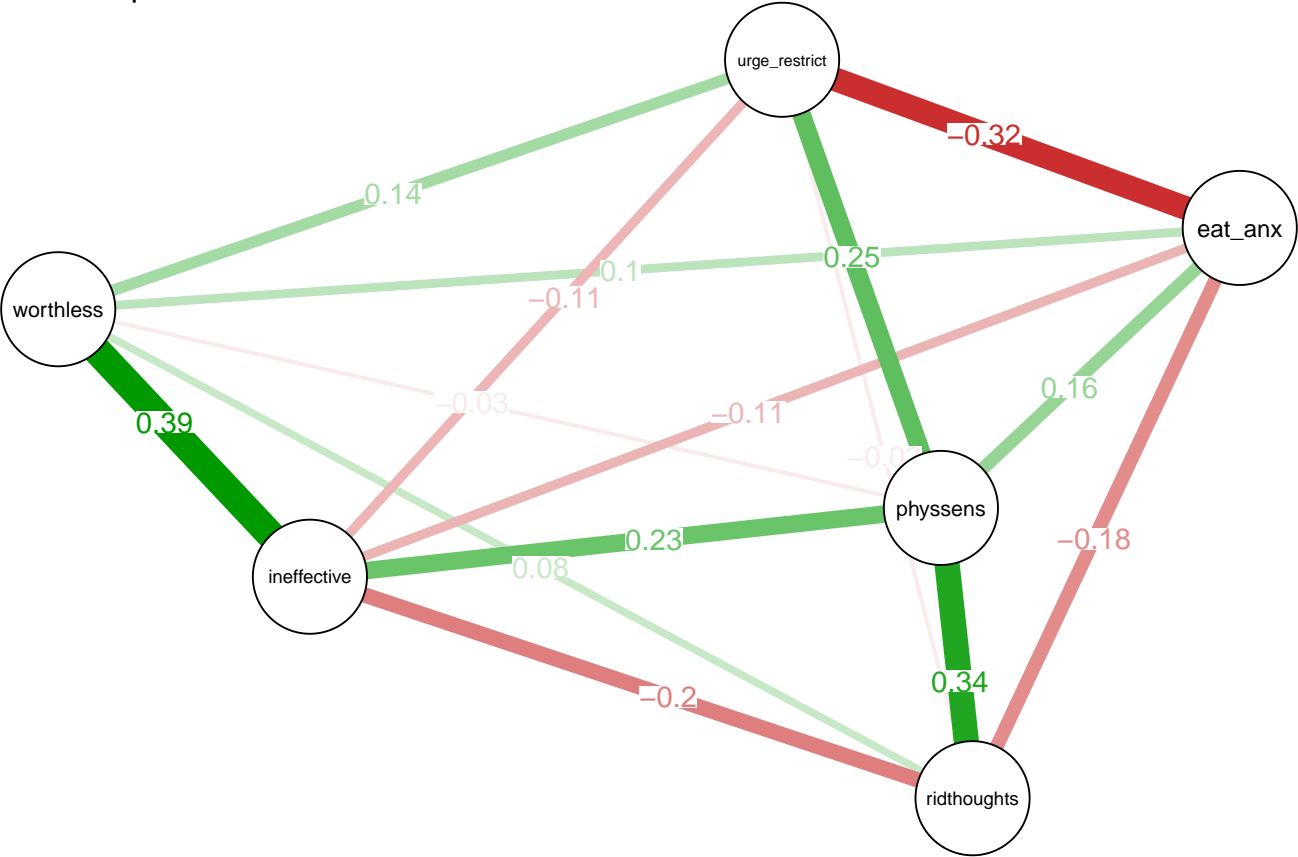 urge_restrict
−0.32
0.14
eat_anx
0.25
0.1
−0.11
worthless
0.16
−0.03
−0.11
0.39
physsens
0.23
−0.18
0.08
ineffective
0.34
−0.2
ridthoughts